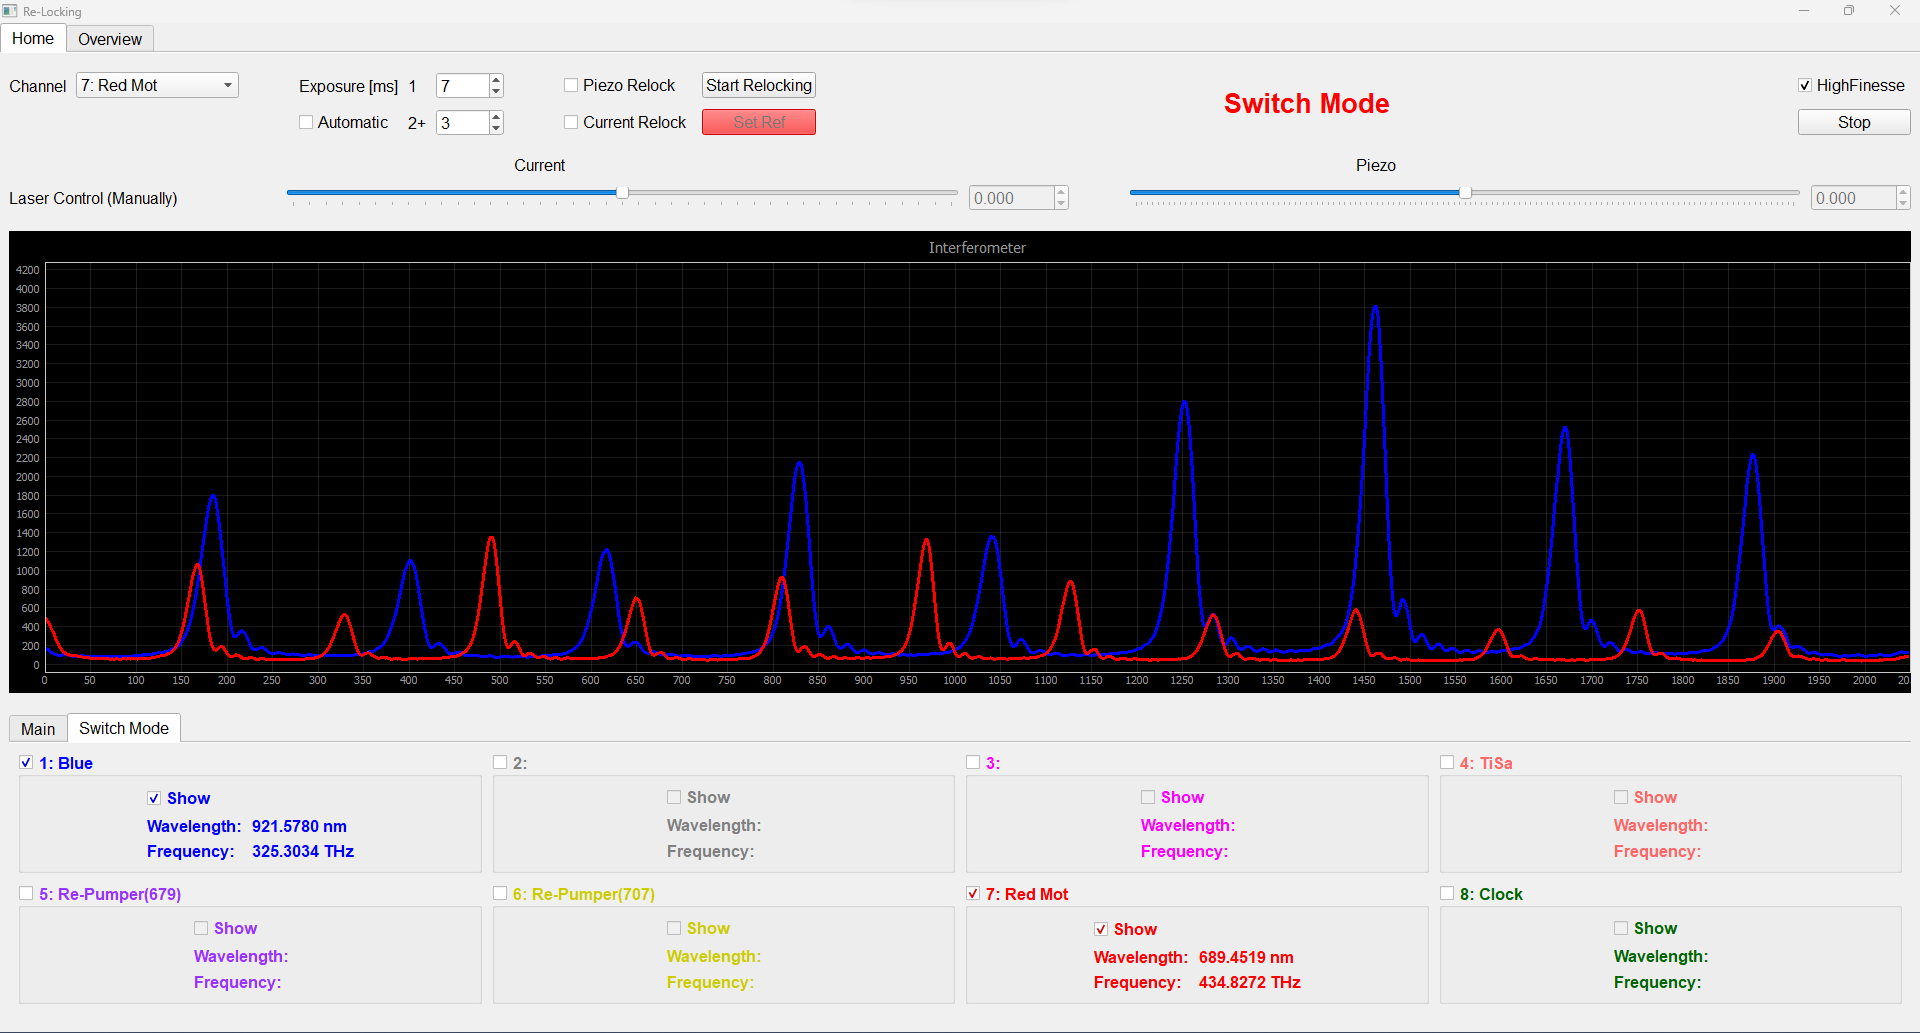 Re-Locking
Home Overview
Channel 7: Red Mot Exposure [ms] 1 7 Piezo Relock Start Relocking HighFinesse
Switch Mode
Automatic 2+ 3 Current Relock Set Ref Stop
Current Piezo
Laser Control (Manually) 0.000 0.000
Interferometer
4200
4000
3800
3600
3400
3200
3000
2800
2600
2400
2200
2000
1800
1600
1400
1200
1000
800
600
400
200
0
0 50 100 150 200 250 300 350 400 450 500 550 600 650 700 750 800 850 900 950 1000 1050 1100 1150 1200 1250 1300 1350 1400 1450 1500 1550 1600 1650 1700 1750 1800 1850 1900 1950 2000 20
Main Switch Mode
1: Blue 2: 3: 4: TiSa
Show Show Show Show
Wavelength: 921.5780 nm Wavelength: Wavelength: Wavelength:
Frequency: 325.3034 THz Frequency: Frequency: Frequency:
5: Re-Pumper(679) 6: Re-Pumper(707) 7: Red Mot 8: Clock
Show Show Show Show
Wavelength: Wavelength: Wavelength: 689.4519 nm Wavelength:
Frequency: Frequency: Frequency: 434.8272 THz Frequency: